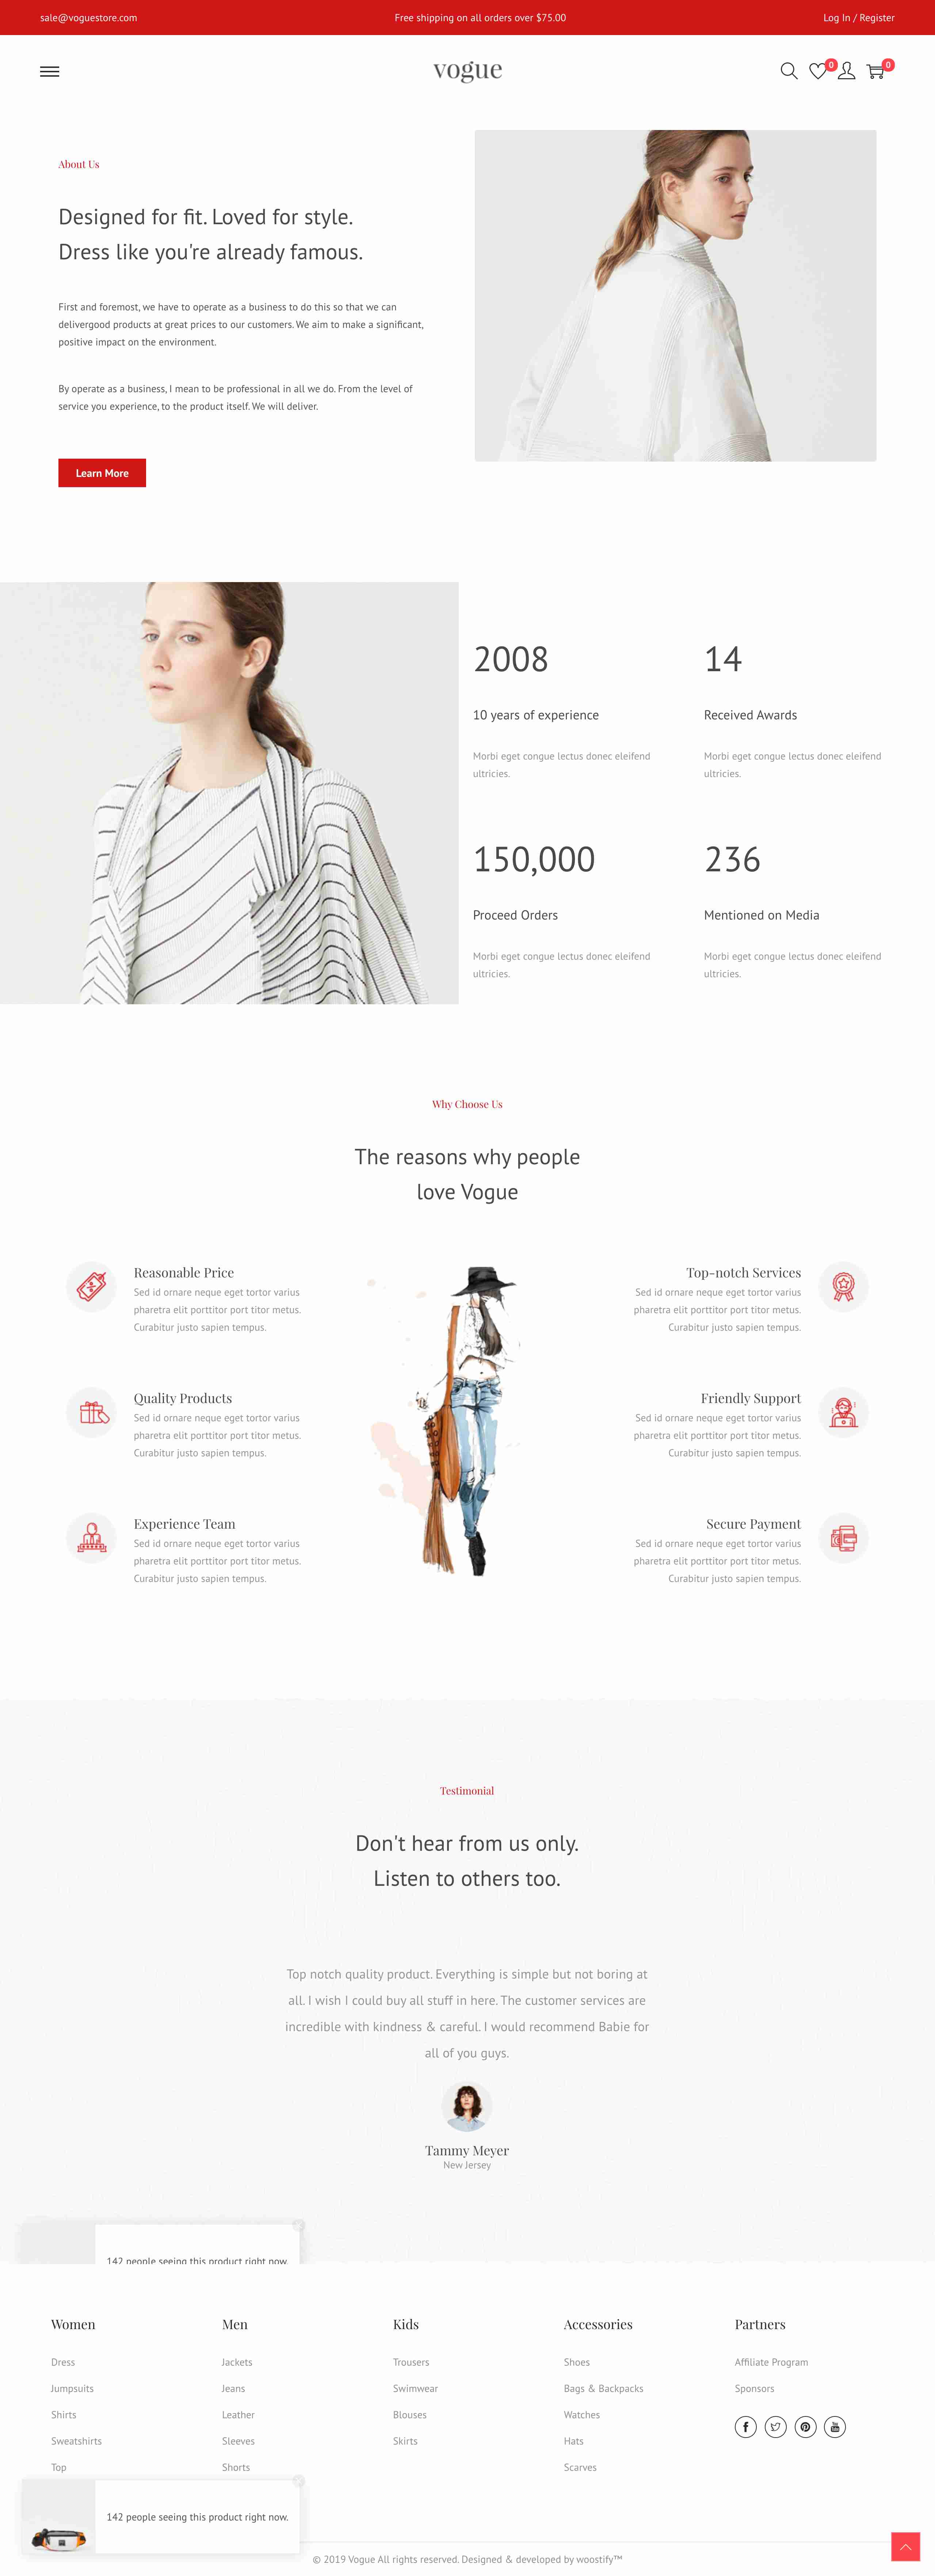 sale@voguestore.com
Free shipping on all orders over $75.00
Log In / Register
vogue
0
0
About Us
Designed for fit. Loved for style.
Dress like you're already famous.
First and foremost, we have to operate as a business to do this so that we can
delivergood products at great prices to our customers. We aim to make a significant,
positive impact on the environment.
By operate as a business, I mean to be professional in all we do. From the level of
service you experience, to the product itself. We will deliver.
Learn More
2008
10 years of experience
Morbi eget congue lectus donec eleifend
ultricies.
14
Received Awards
Morbi eget congue lectus donec eleifend
ultricies.
150,000
Proceed Orders
Morbi eget congue lectus donec eleifend
ultricies.
236
Mentioned on Media
Morbi eget congue lectus donec eleifend
ultricies.
Why Choose Us
The reasons why people
love Vogue
Reasonable Price
Sed id ornare neque eget tortor varius
pharetra elit porttitor port titor metus.
Curabitur justo sapien tempus.
Quality Products
Sed id ornare neque eget tortor varius
pharetra elit porttitor port titor metus.
Curabitur justo sapien tempus.
Experience Team
Sed id ornare neque eget tortor varius
pharetra elit porttitor port titor metus.
Curabitur justo sapien tempus.
Top-notch Services
Sed id ornare neque eget tortor varius
pharetra elit porttitor port titor metus.
Curabitur justo sapien tempus.
Friendly Support
Sed id ornare neque eget tortor varius
pharetra elit porttitor port titor metus.
Curabitur justo sapien tempus.
Secure Payment
Sed id ornare neque eget tortor varius
pharetra elit porttitor port titor metus.
Curabitur justo sapien tempus.
Testimonial
Don't hear from us only.
Listen to others too.
Top notch quality product. Everything is simple but not boring at
all. I wish I could buy all stuff in here. The customer services are
incredible with kindness & careful. I would recommend Babie for
all of you guys.
Tammy Meyer
New Jersey
142 people seeing this product right now.
Women
Dress
Jumpsuits
Shirts
Sweatshirts
Top
Men
Jackets
Jeans
Leather
Sleeves
Shorts
Kids
Trousers
Swimwear
Blouses
Skirts
Accessories
Shoes
Bags & Backpacks
Watches
Hats
Scarves
Partners
Affiliate Program
Sponsors
142 people seeing this product right now.
© 2019 Vogue All rights reserved. Designed & developed by woostify™